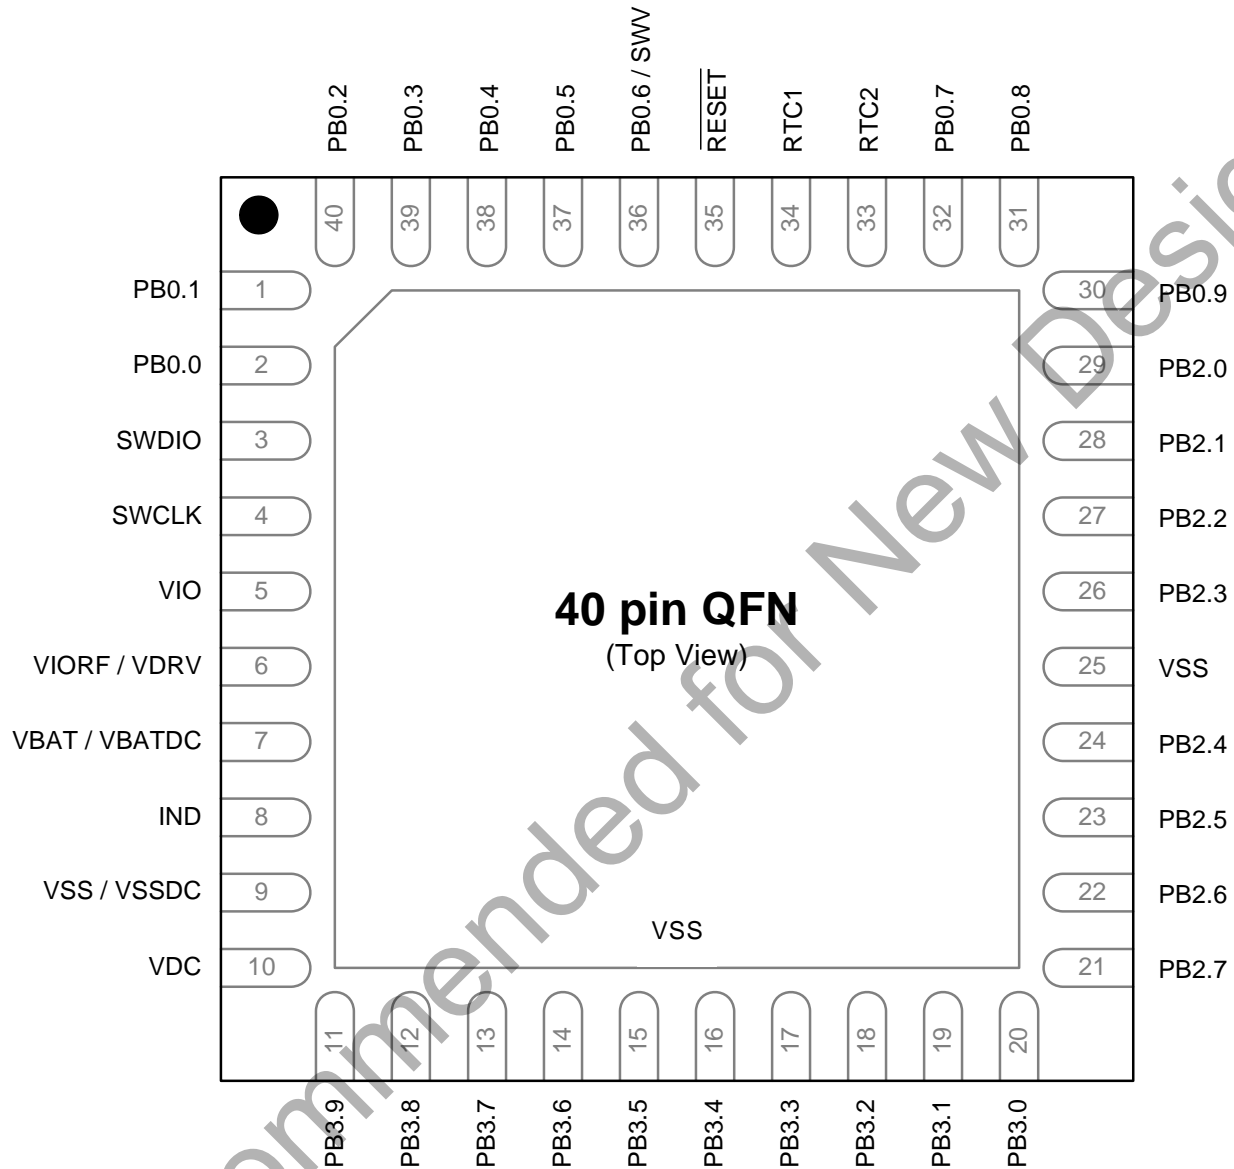 PB0.2
PB0.3
PB0.4
PB0.5
PB0.6 / SWV
RESET
RTC1
RTC2
PB0.7
PB0.8
40
39
38
37
36
35
34
33
32
31
PB0.1 1
PB0.0 2
SWDIO 3
SWCLK 4
VIO 5
VIORF / VDRV 6
VBAT / VBATDC 7
IND 8
VSS / VSSDC 9
VDC 10
40 pin QFN
(Top View)
VSS
30 PB0.9
29 PB2.0
28 PB2.1
27 PB2.2
26 PB2.3
25 VSS
24 PB2.4
23 PB2.5
22 PB2.6
21 PB2.7
11
12
13
14
15
16
17
18
19
20
PB3.9
PB3.8
PB3.7
PB3.6
PB3.5
PB3.4
PB3.3
PB3.2
PB3.1
PB3.0
ommended for New Desig